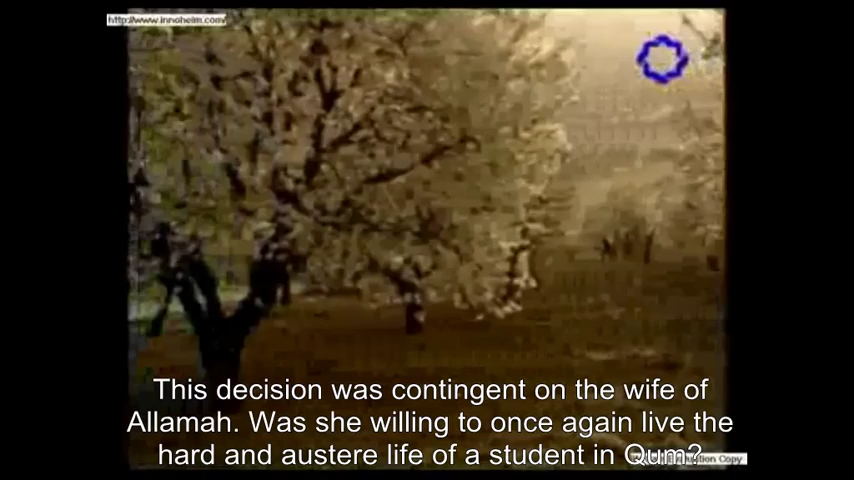 http://www.innoheim.com/
This decision was contingent on the wife of
Allamah. Was she willing to once again live the
hard and austere life of a student in Qum?
Copy